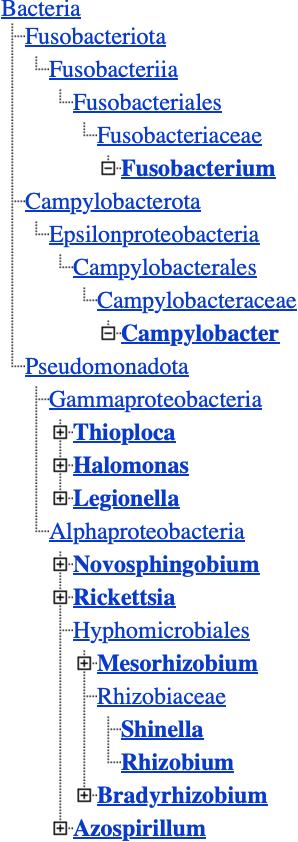 Bacteria
Fusobacteriota
Fusobacteriia
Fusobacteriales
Fusobacteriaceae
Fusobacterium
Campylobacterota
Epsilonproteobacteria
Campylobacterales
Campylobacteraceae
Campylobacter
Pseudomonadota
Gammaproteobacteria
Thioploca
Halomonas
Legionella
Alphaproteobacteria
Novosphingobium
Rickettsia
Hyphomicrobiales
Mesorhizobium
Rhizobiaceae
Shinella
Rhizobium
Bradyrhizobium
Azospirillum